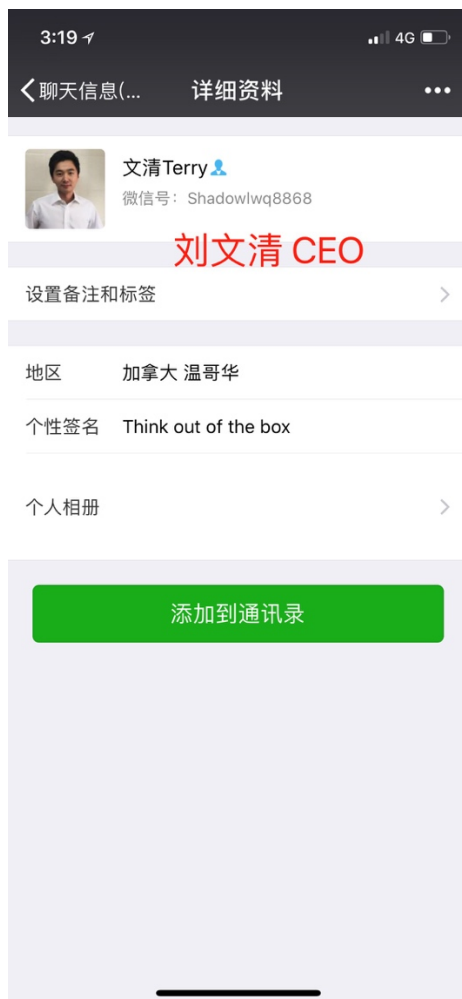 3:19 4G
聊天信息(... 详细资料
文清Terry
微信号: Shadowlwq8868
刘文清 CEO
设置备注和标签
地区 加拿大 温哥华
个性签名 Think out of the box
个人相册
添加到通讯录